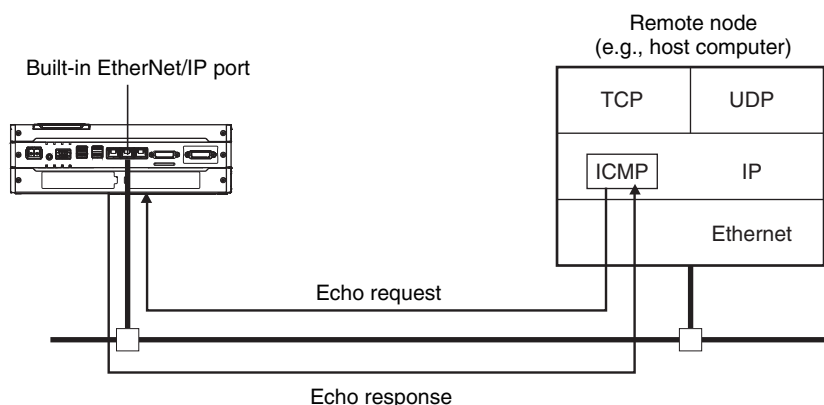 Remote node
(e.g., host computer)
Built-in EtherNet/IP port
TCP
UDP
ICMP
IP
Ethernet
Echo request
Echo response